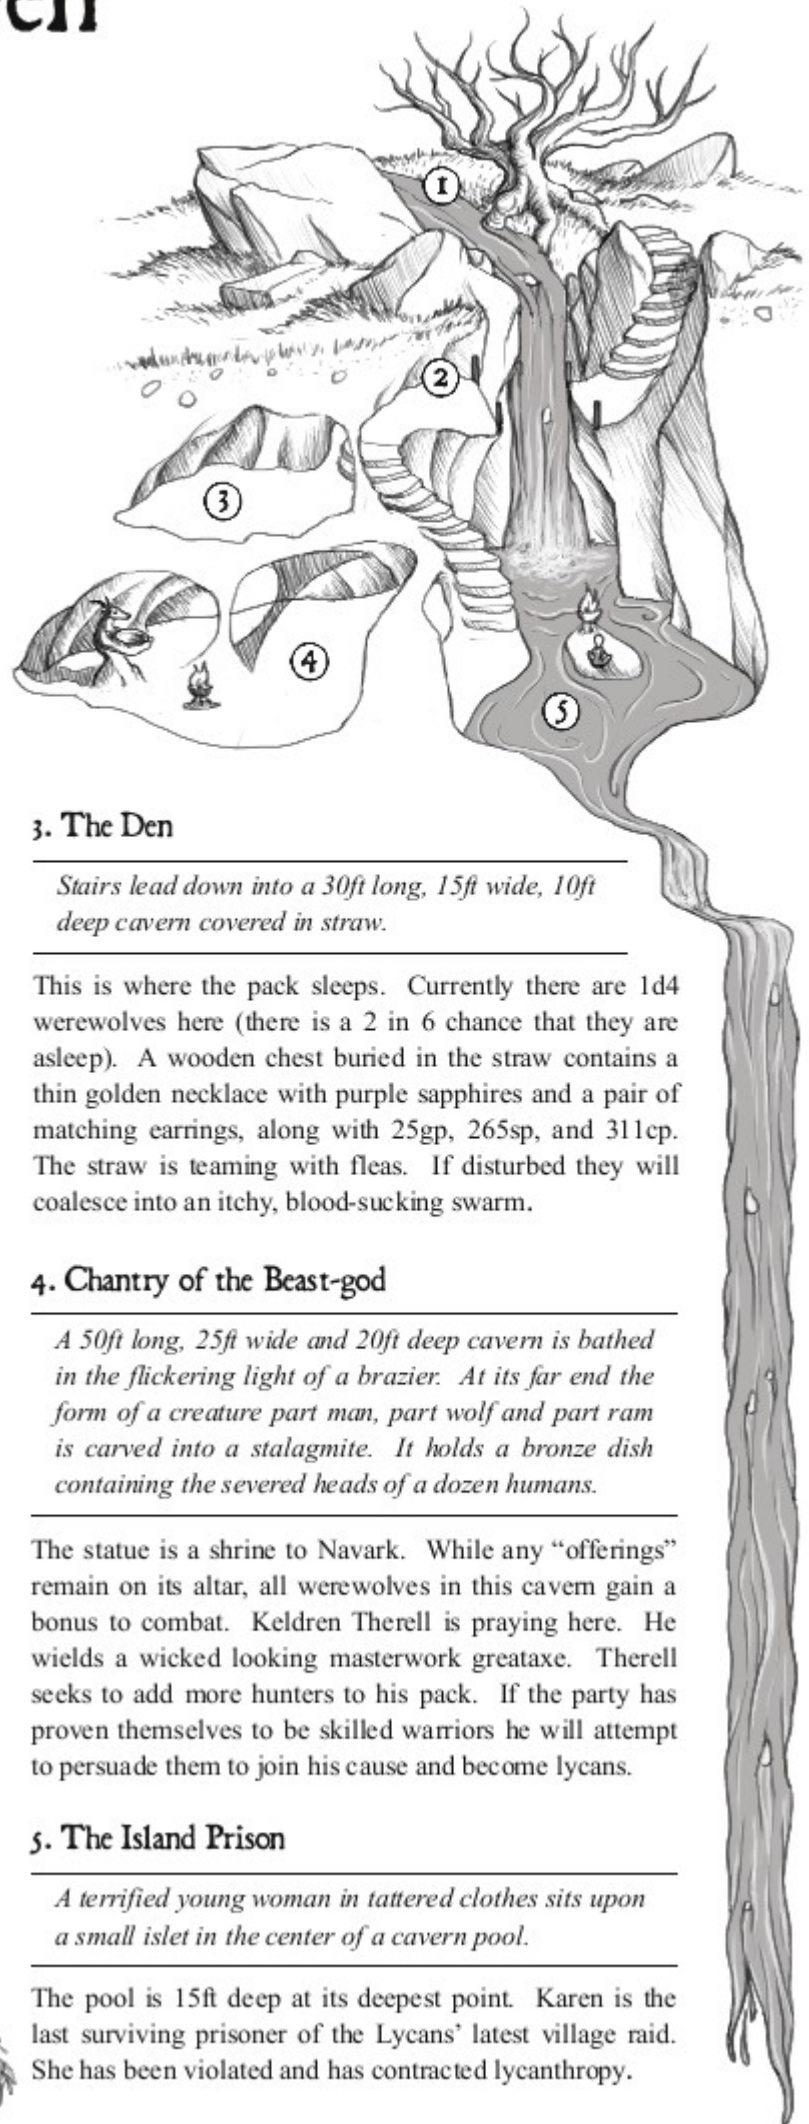 1
2
3
4
5
3. The Den
Stairs lead down into a 30ft long, 15ft wide, 10ft
deep cavern covered in straw.
This is where the pack sleeps. Currently there are 1d4
werewolves here (there is a 2 in 6 chance that they are
asleep). A wooden chest buried in the straw contains a
thin golden necklace with purple sapphires and a pair of
matching earrings, along with 25gp, 265sp, and 311cp.
The straw is teaming with fleas. If disturbed they will
coalesce into an itchy, blood-sucking swarm.
4. Chantry of the Beast-god
A 50ft long, 25ft wide and 20ft deep cavern is bathed
in the flickering light of a brazier. At its far end the
form of a creature part man, part wolf and part ram
is carved into a stalagmite. It holds a bronze dish
containing the severed heads of a dozen humans.
The statue is a shrine to Navark. While any “offerings”
remain on its altar, all werewolves in this cavern gain a
bonus to combat. Keldren Therell is praying here. He
wields a wicked looking masterwork greataxe. Therell
seeks to add more hunters to his pack. If the party has
proven themselves to be skilled warriors he will attempt
to persuade them to join his cause and become lycans.
5. The Island Prison
A terrified young woman in tattered clothes sits upon
a small islet in the center of a cavern pool.
The pool is 15ft deep at its deepest point. Karen is the
last surviving prisoner of the Lycans’ latest village raid.
She has been violated and has contracted lycanthropy.